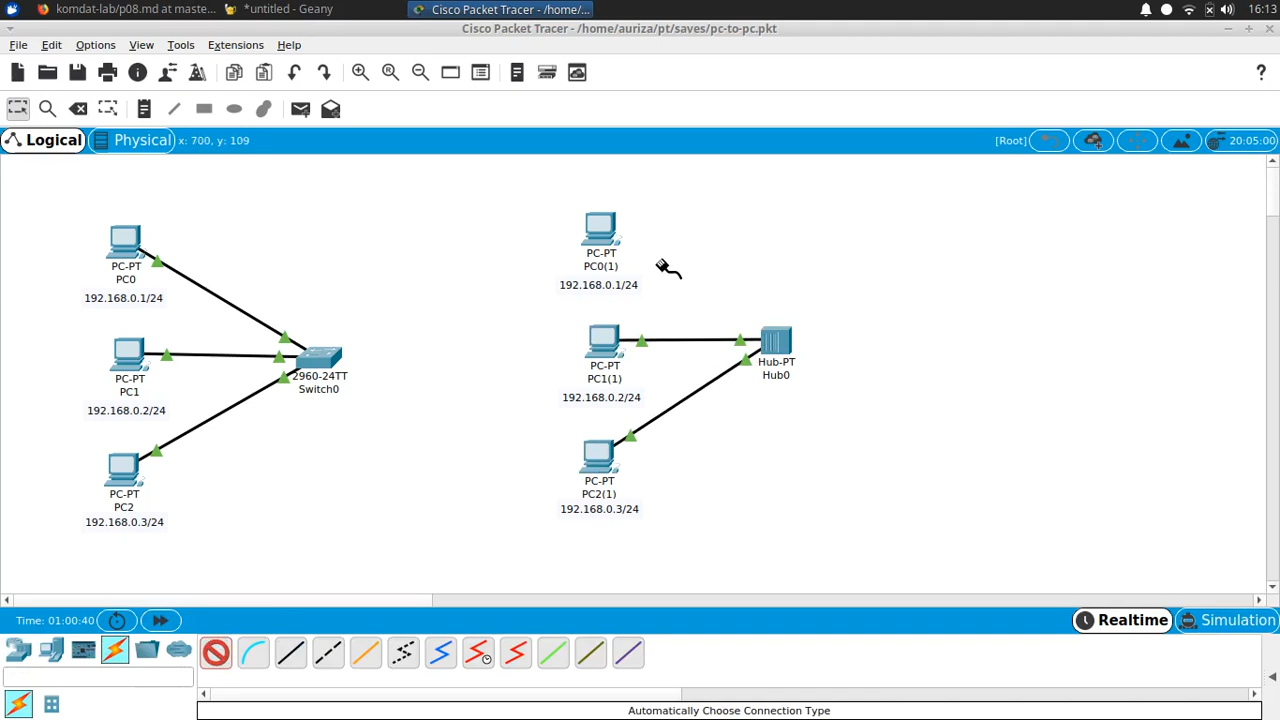 komdat-lab/p08.md at maste...
*untitled - Geany
Cisco Packet Tracer - /home/...
16:13
Cisco Packet Tracer - /home/auriza/pt/saves/pc-to-pc.pkt
File Edit Options View Tools Extensions Help
Logical Physical x: 700, y: 109 [Root] 20:05:00
PC-PT
PC0
192.168.0.1/24
PC-PT
PC1
192.168.0.2/24
PC-PT
PC2
192.168.0.3/24
2960-24TT
Switch0
PC-PT
PC0(1)
192.168.0.1/24
PC-PT
PC1(1)
192.168.0.2/24
PC-PT
PC2(1)
192.168.0.3/24
Hub-PT
Hub0
Time: 01:00:40 Realtime Simulation
Automatically Choose Connection Type